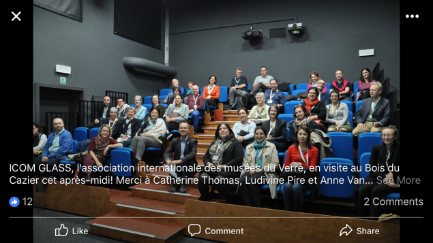 ICOM GLASS, l'association internationale des musées du Verre, en visite au Bois du
Cazier cet après-midi! Merci à Catherine Thomas, Ludivine Pire et Anne Van... See More
12
2 Comments
Like
Comment
Share